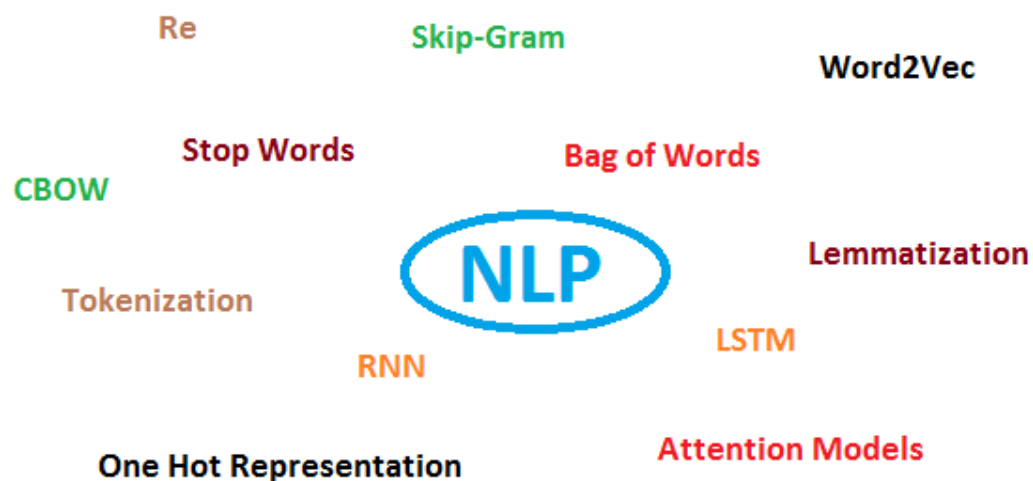 Re
Skip-Gram
Word2Vec
Stop Words
Bag of Words
CBOW
NLP
Lemmatization
Tokenization
LSTM
RNN
Attention Models
One Hot Representation